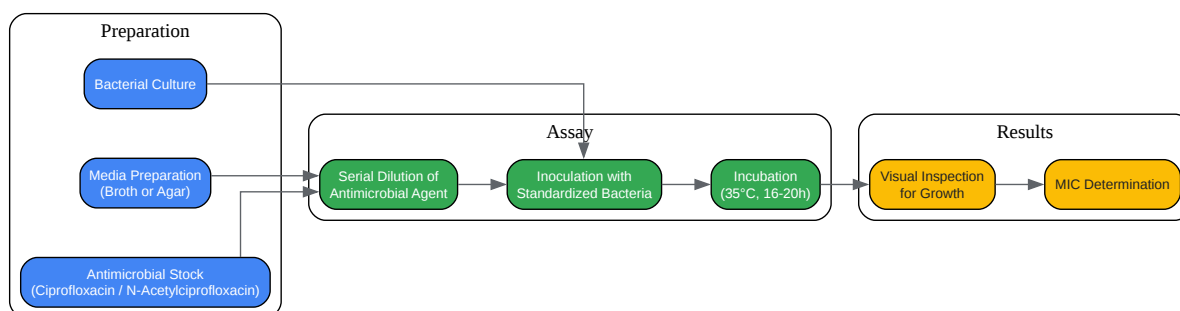 Preparation
Bacterial Culture
Media Preparation
(Broth or Agar)
Antimicrobial Stock
(Ciprofloxacin / N-Acetylciprofloxacin)
Assay
Serial Dilution of
Antimicrobial Agent
Inoculation with
Standardized Bacteria
Incubation
(35°C, 16-20h)
Results
Visual Inspection
for Growth
MIC Determination